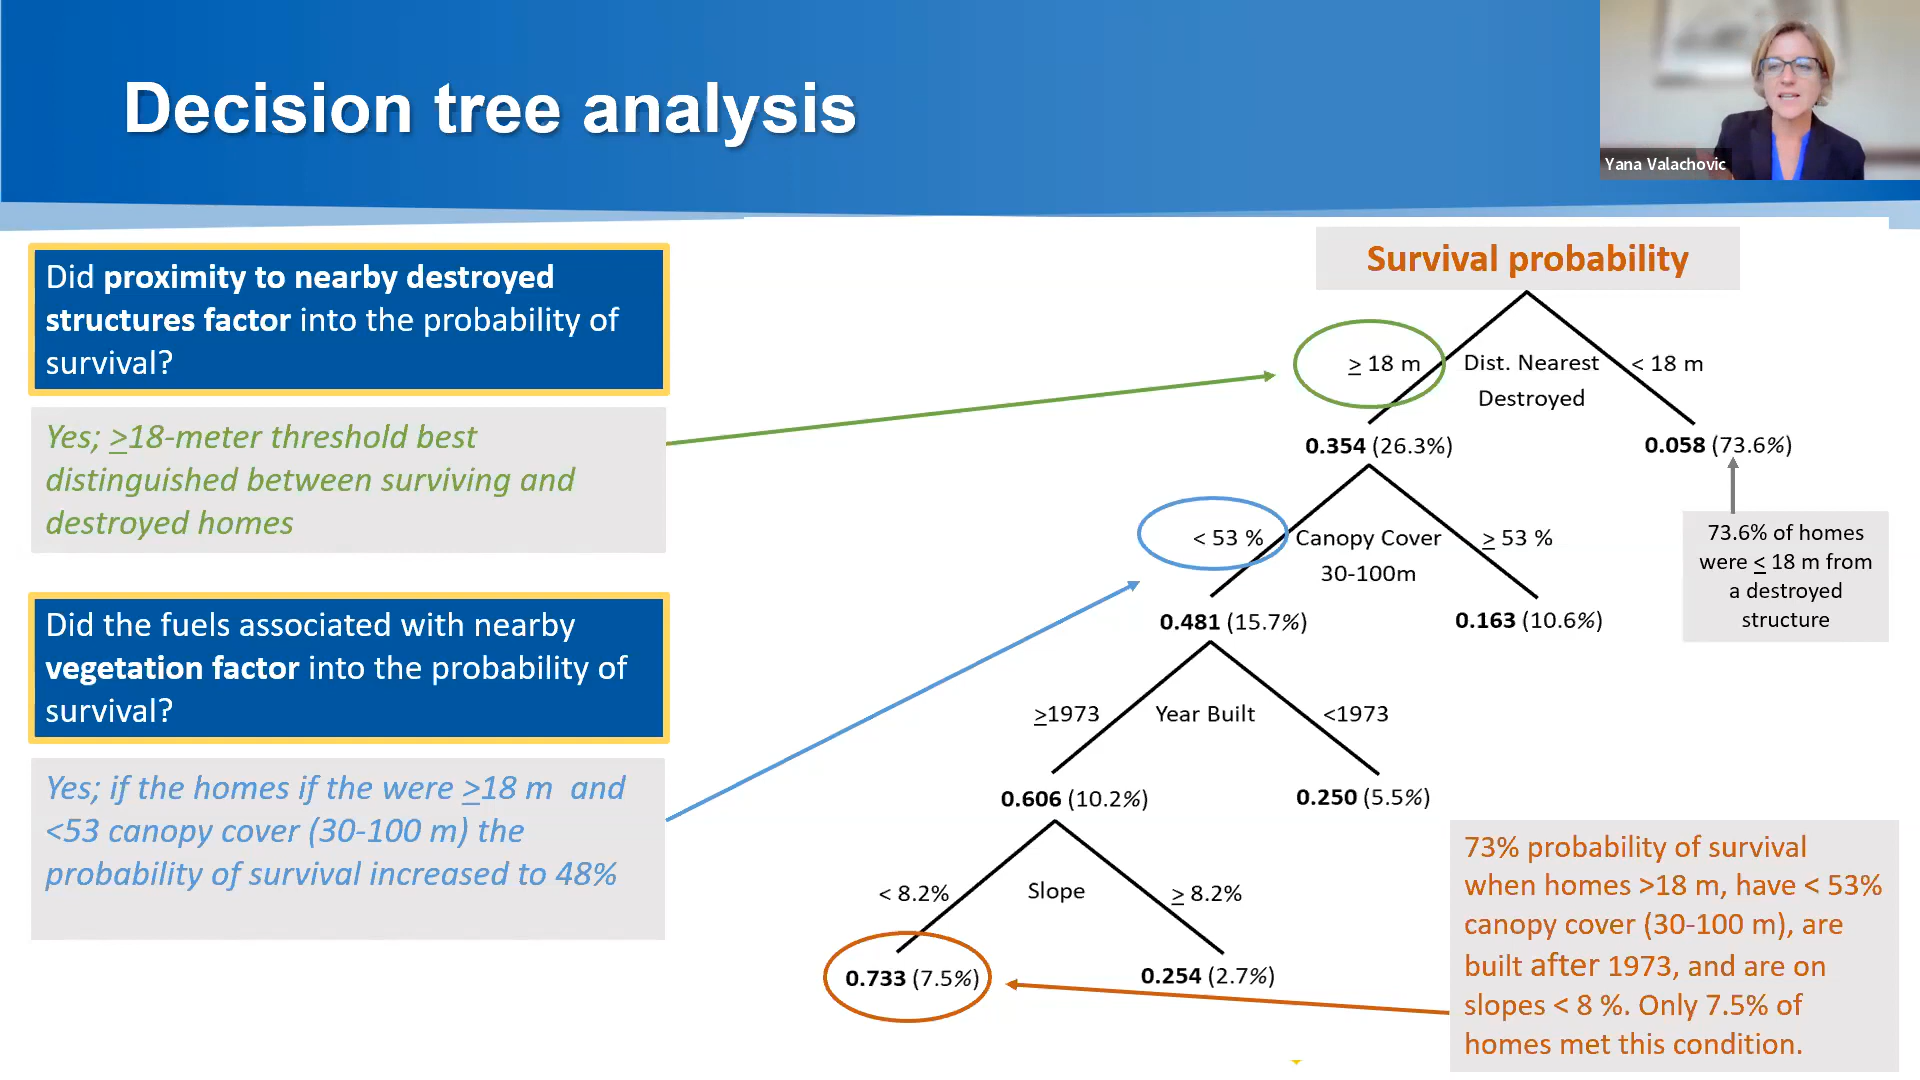 Decision tree analysis
Yana Valachovic
Did proximity to nearby destroyed
structures factor into the probability of
survival?
Yes; ≥18-meter threshold best
distinguished between surviving and
destroyed homes
Did the fuels associated with nearby
vegetation factor into the probability of
survival?
Yes; if the homes if the were ≥18 m and
<53 canopy cover (30-100 m) the
probability of survival increased to 48%
Survival probability
≥ 18 m
Dist. Nearest
Destroyed
< 18 m
0.354 (26.3%)
0.058 (73.6%)
73.6% of homes
were ≤ 18 m from
a destroyed
structure
< 53 %
Canopy Cover
30-100m
≥ 53 %
0.481 (15.7%)
0.163 (10.6%)
≥1973
Year Built
<1973
0.606 (10.2%)
0.250 (5.5%)
< 8.2%
Slope
≥ 8.2%
0.733 (7.5%)
0.254 (2.7%)
73% probability of survival
when homes >18 m, have < 53%
canopy cover (30-100 m), are
built after 1973, and are on
slopes < 8 %. Only 7.5% of
homes met this condition.